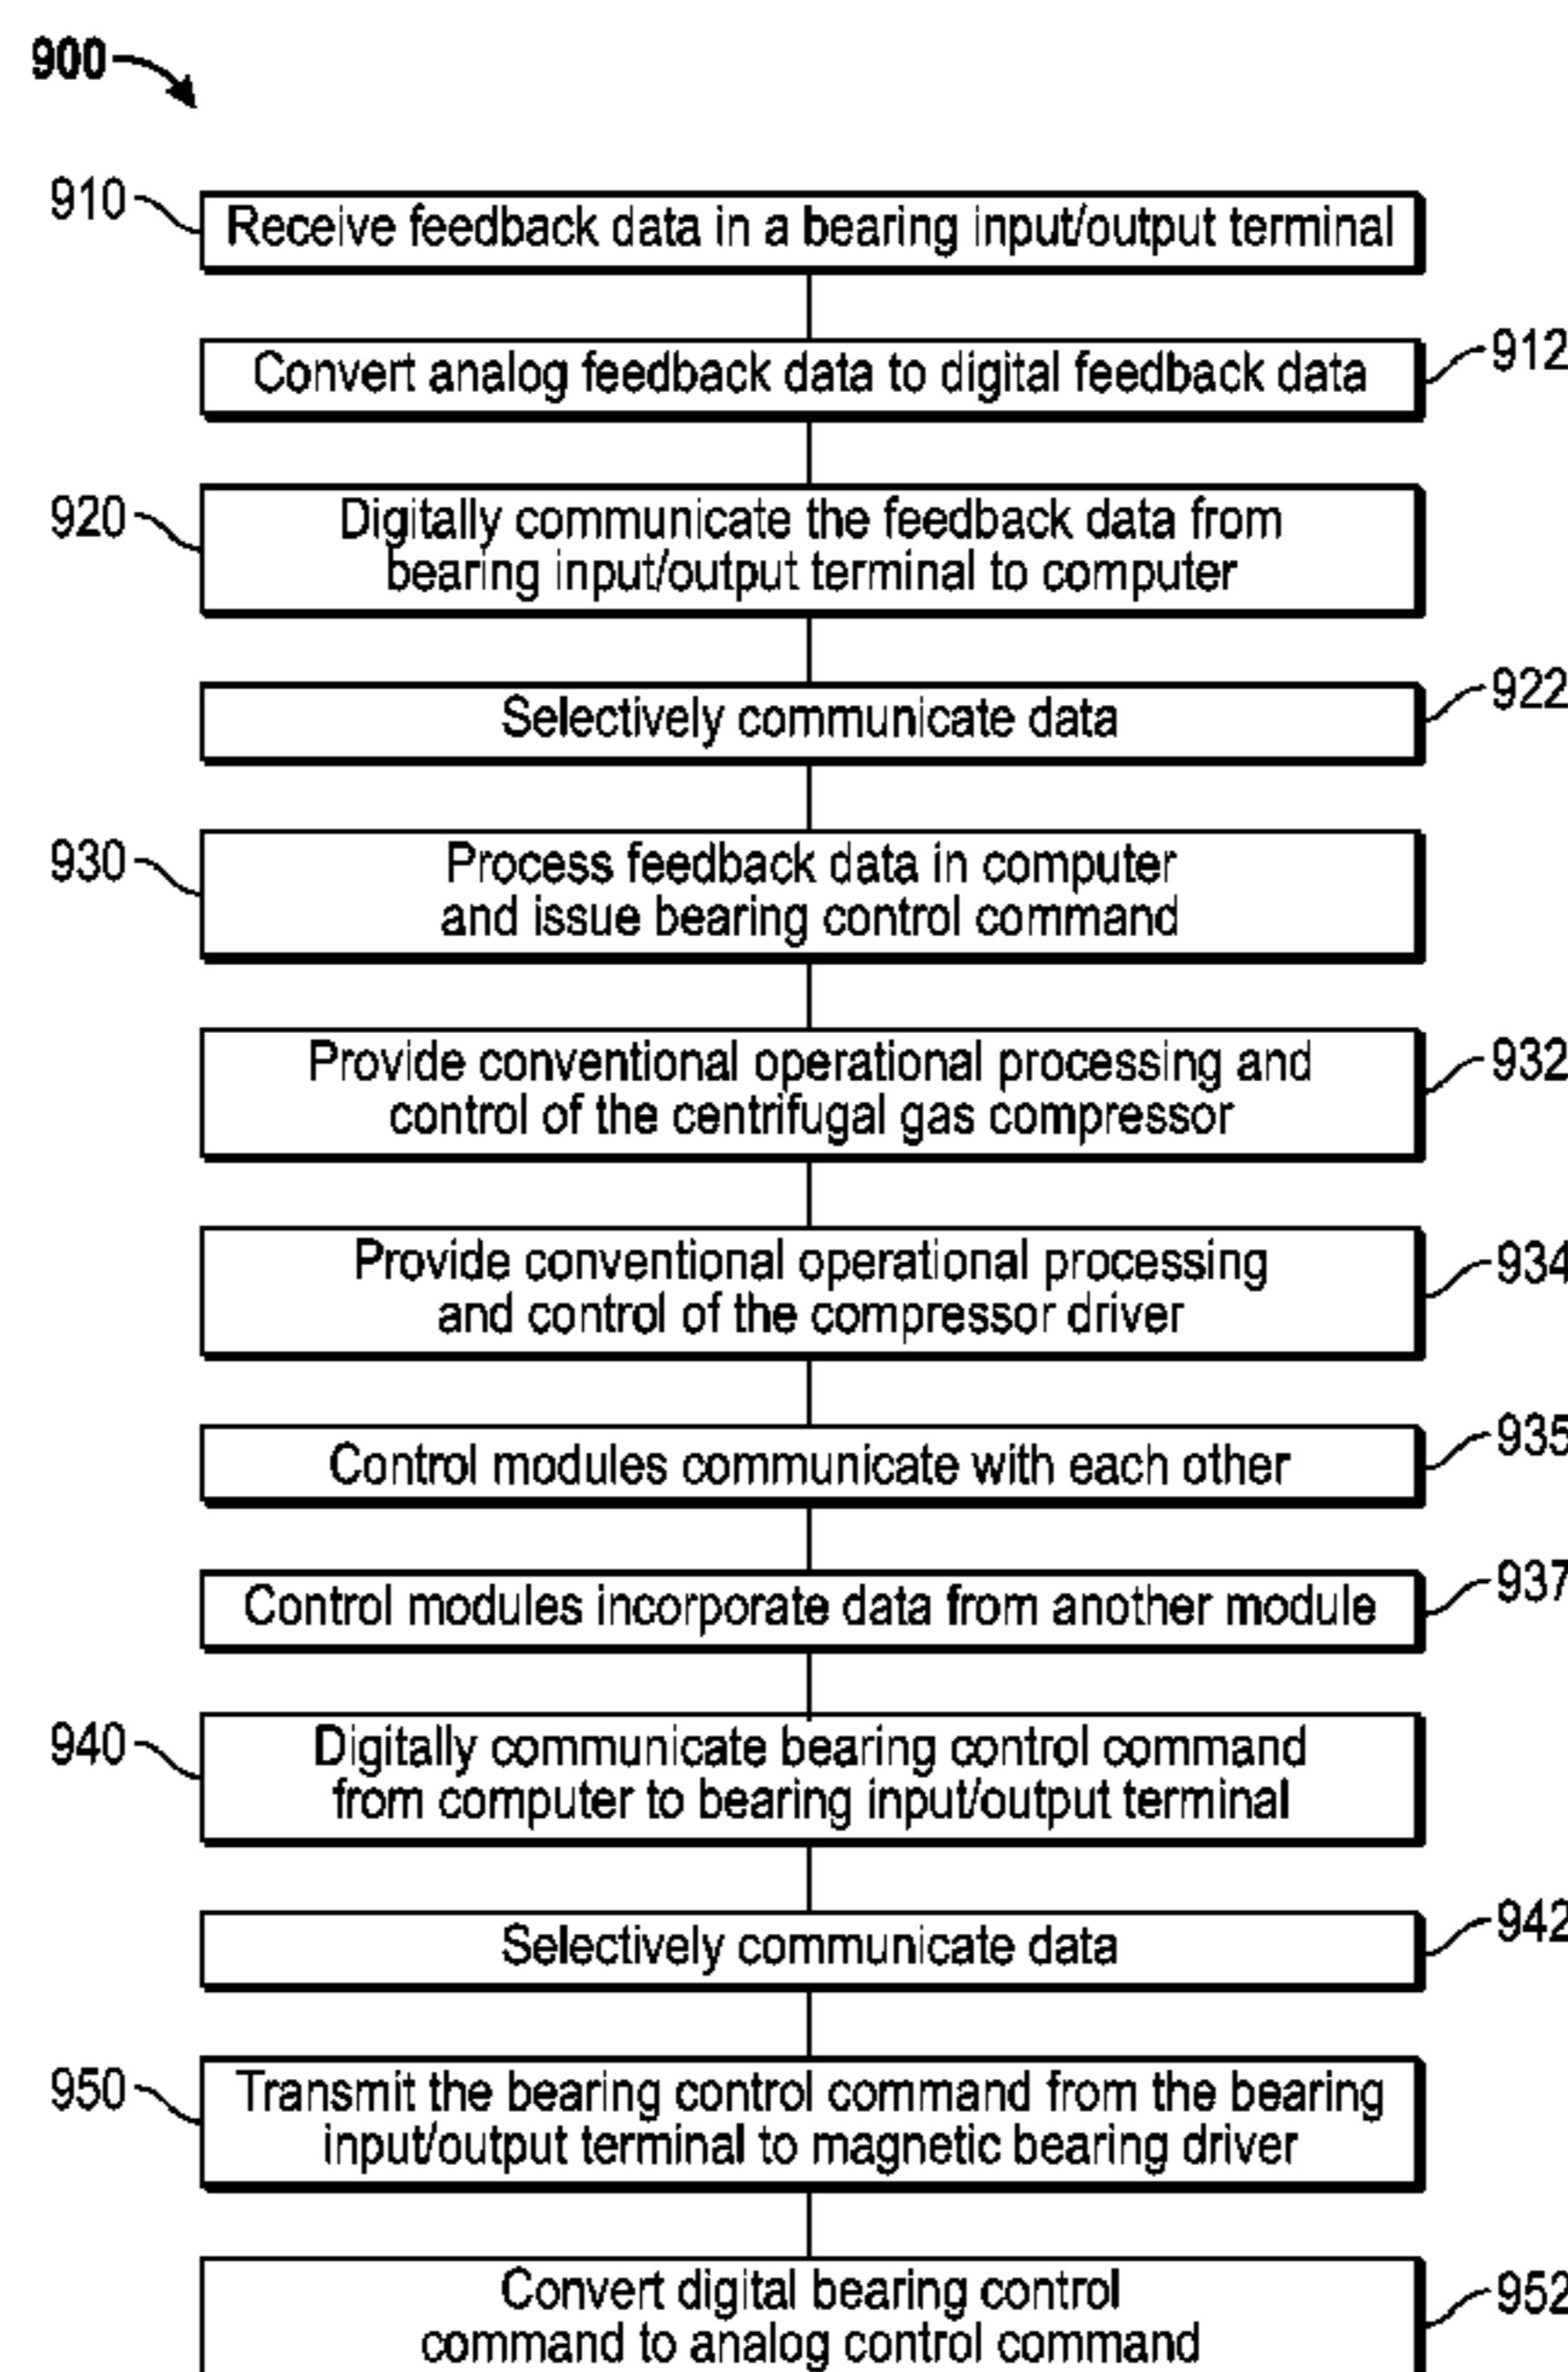 900
910
Receive feedback data in a bearing input/output terminal
Convert analog feedback data to digital feedback data
912
920
Digitally communicate the feedback data from
bearing input/output terminal to computer
Selectively communicate data
922
930
Process feedback data in computer
and issue bearing control command
Provide conventional operational processing and
control of the centrifugal gas compressor
932
Provide conventional operational processing
and control of the compressor driver
934
Control modules communicate with each other
935
Control modules incorporate data from another module
937
940
Digitally communicate bearing control command
from computer to bearing input/output terminal
Selectively communicate data
942
950
Transmit the bearing control command from the bearing
input/output terminal to magnetic bearing driver
Convert digital bearing control
command to analog control command
952